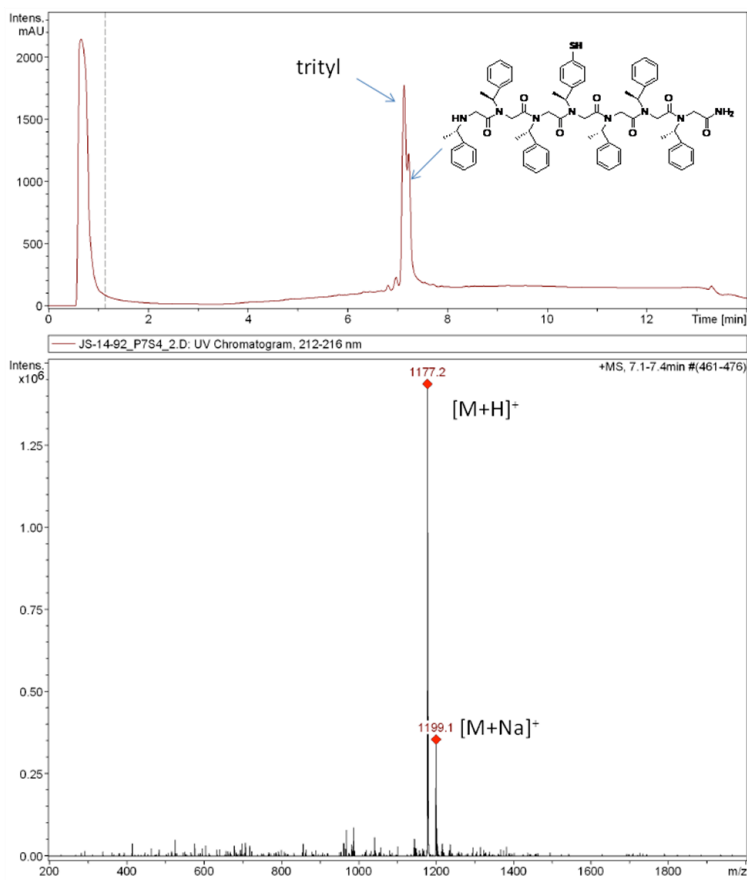 Intens.
mAU
2000
1500
1000
500
0
trityl
SH
HN
O
N
O
N
O
N
O
N
O
N
O
N
O
NH₂
0 2 4 6 8 10 12 Time [min]
JS-14-92_P7S4_2.D: UV Chromatogram, 212-216 nm
Intens.
x10⁶
+MS, 7.1-7.4min #(461-476)
1177.2
[M+H]⁺
1.25
1.00
0.75
0.50
1199.1 [M+Na]⁺
0.25
0.00
200 400 600 800 1000 1200 1400 1600 1800 m/z